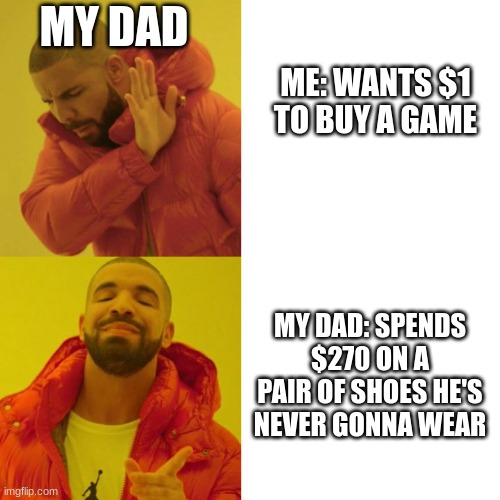 MY DAD
ME: WANTS $1
TO BUY A GAME
MY DAD: SPENDS
$270 ON A
PAIR OF SHOES HE'S
NEVER GONNA WEAR
imgflip.com